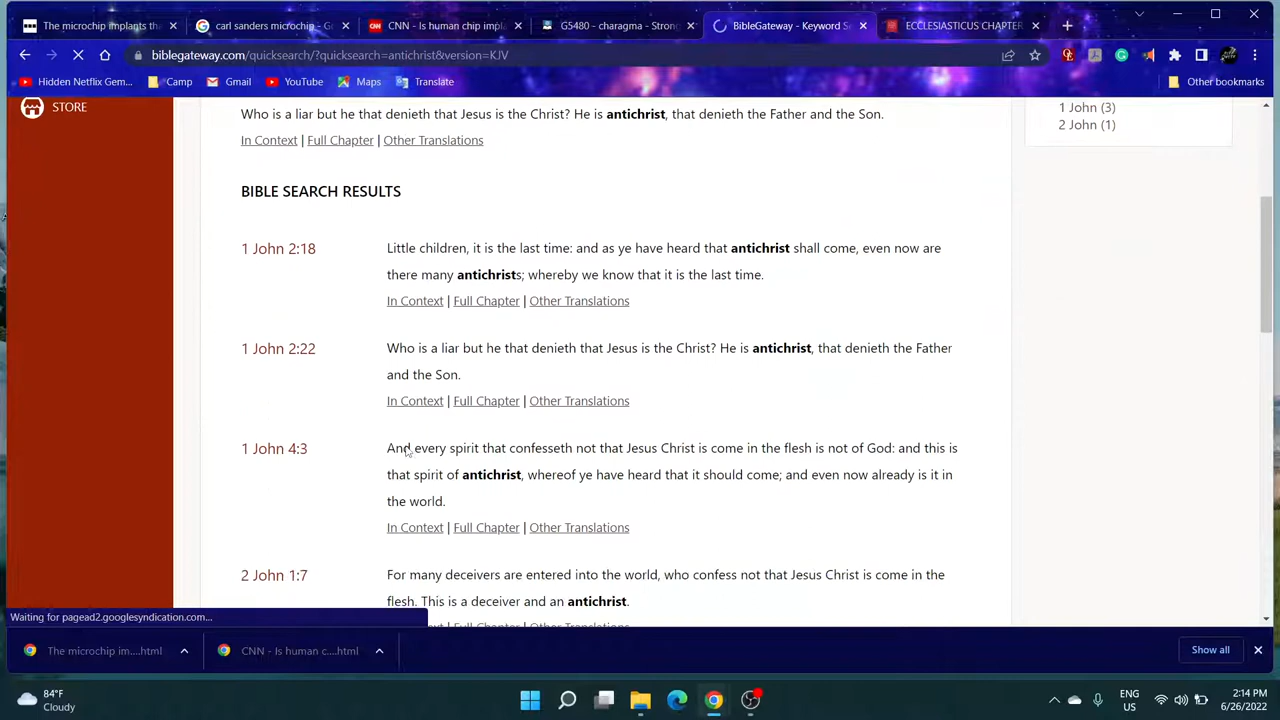 The microchip implants tha
carl sanders microchip - Go
CNN - Is human chip impla
G5480 - charagma - Strong
BibleGateway - Keyword Se
ECCLESIASTICUS CHAPTER
biblegateway.com/quicksearch/?quicksearch=antichrist&version=KJV
Hidden Netflix Gem...
Camp
Gmail
YouTube
Maps
Translate
Other bookmarks
STORE
Who is a liar but he that denieth that Jesus is the Christ? He is antichrist, that denieth the Father and the Son.
In Context | Full Chapter | Other Translations
1 John (3)
2 John (1)
BIBLE SEARCH RESULTS
1 John 2:18
Little children, it is the last time: and as ye have heard that antichrist shall come, even now are
there many antichrists; whereby we know that it is the last time.
In Context | Full Chapter | Other Translations
1 John 2:22
Who is a liar but he that denieth that Jesus is the Christ? He is antichrist, that denieth the Father
and the Son.
In Context | Full Chapter | Other Translations
1 John 4:3
And every spirit that confesseth not that Jesus Christ is come in the flesh is not of God: and this is
that spirit of antichrist, whereof ye have heard that it should come; and even now already is it in
the world.
In Context | Full Chapter | Other Translations
2 John 1:7
For many deceivers are entered into the world, who confess not that Jesus Christ is come in the
flesh. This is a deceiver and an antichrist.
Waiting for pagead2.googlesyndication.com...
The microchip im....html
CNN - Is human c....html
Show all
84°F
Cloudy
ENG
US
2:14 PM
6/26/2022